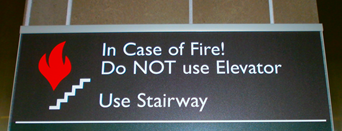 In Case of Fire!
Do NOT use Elevator
Use Stairway